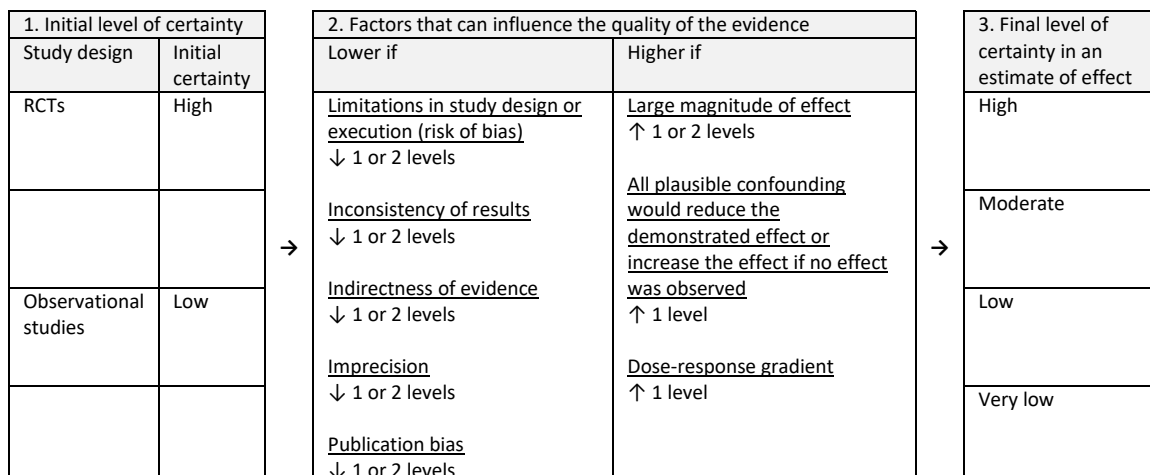 1. Initial level of certainty
Study design
Initial
certainty
RCTs
High
Observational
studies
Low
→
2. Factors that can influence the quality of the evidence
Lower if
Higher if
Limitations in study design or
execution (risk of bias)
↓ 1 or 2 levels
Inconsistency of results
↓ 1 or 2 levels
Indirectness of evidence
↓ 1 or 2 levels
Imprecision
↓ 1 or 2 levels
Publication bias
↓ 1 or 2 levels
Large magnitude of effect
↑ 1 or 2 levels
All plausible confounding
would reduce the
demonstrated effect or
increase the effect if no effect
was observed
↑ 1 level
Dose-response gradient
↑ 1 level
→
3. Final level of
certainty in an
estimate of effect
High
Moderate
Low
Very low